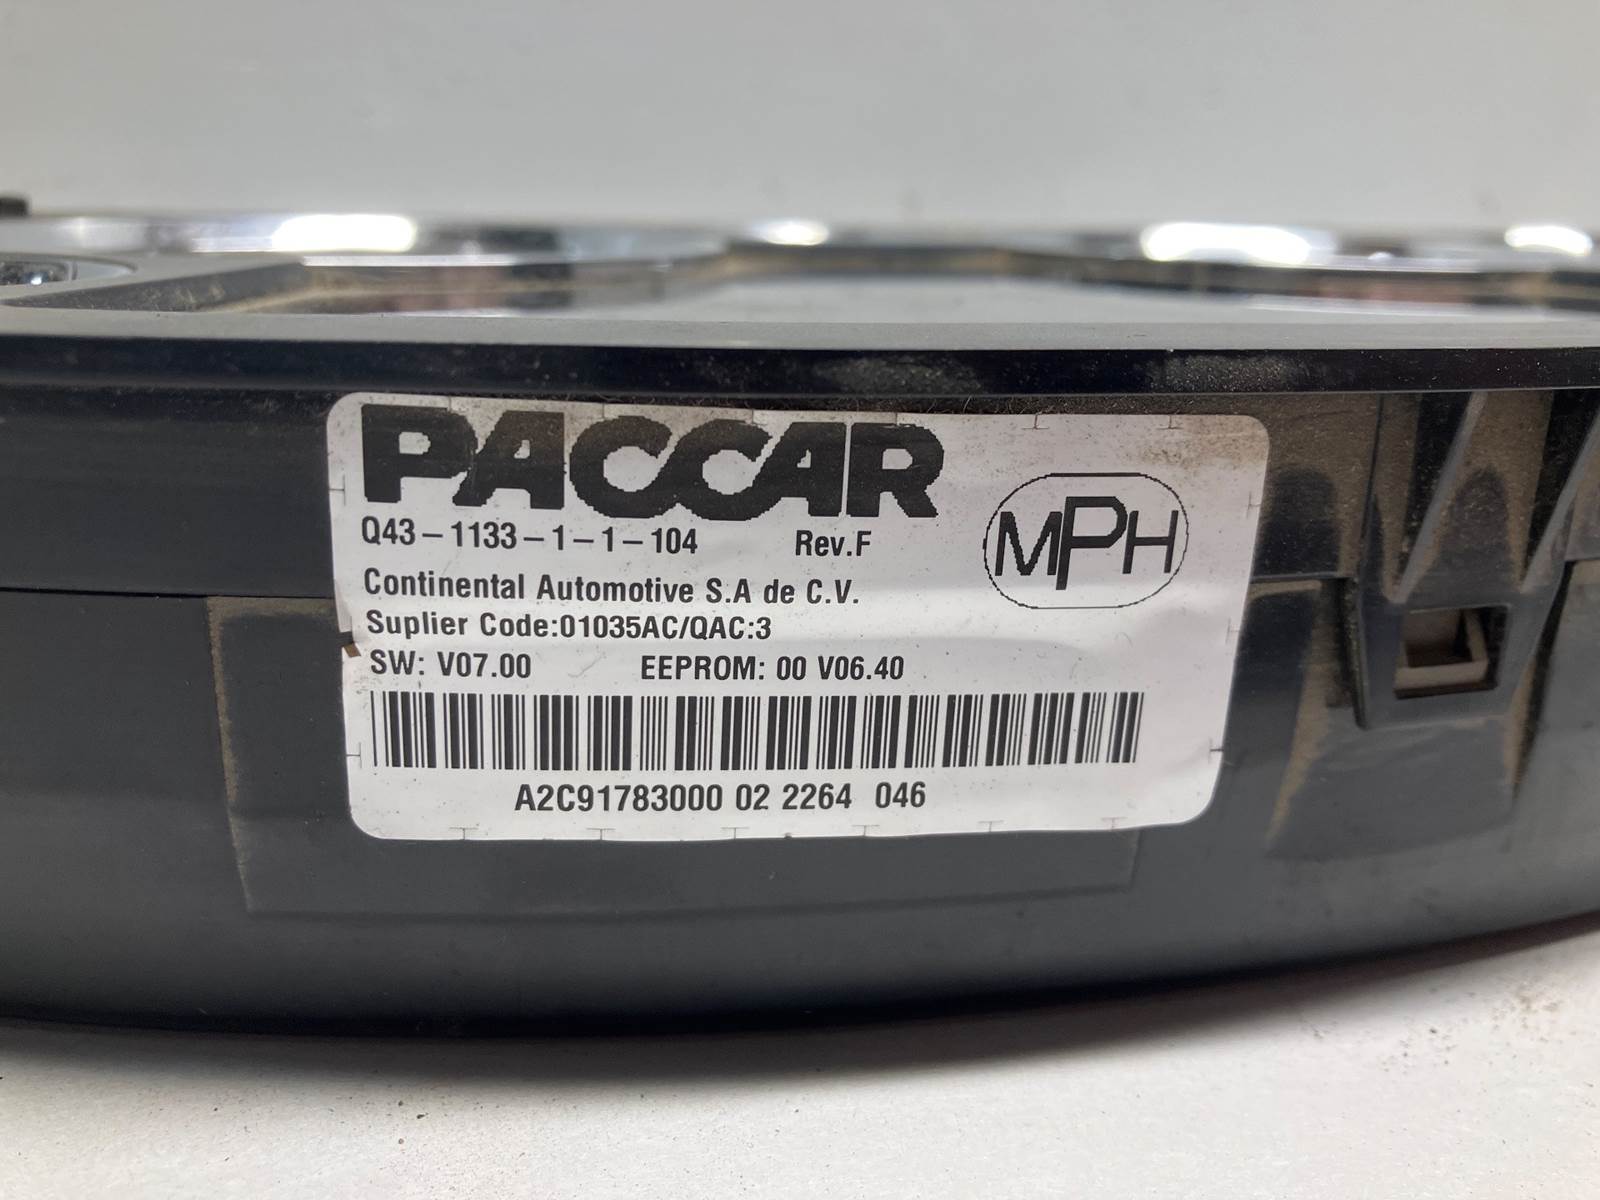 PACCAR
Q43-1133-1-1-104 Rev.F
MPH
Continental Automotive S.A de C.V.
Suplier Code:01035AC/QAC:3
SW: V07.00 EEPROM: 00 V06.40
A2C91783000 02 2264 046